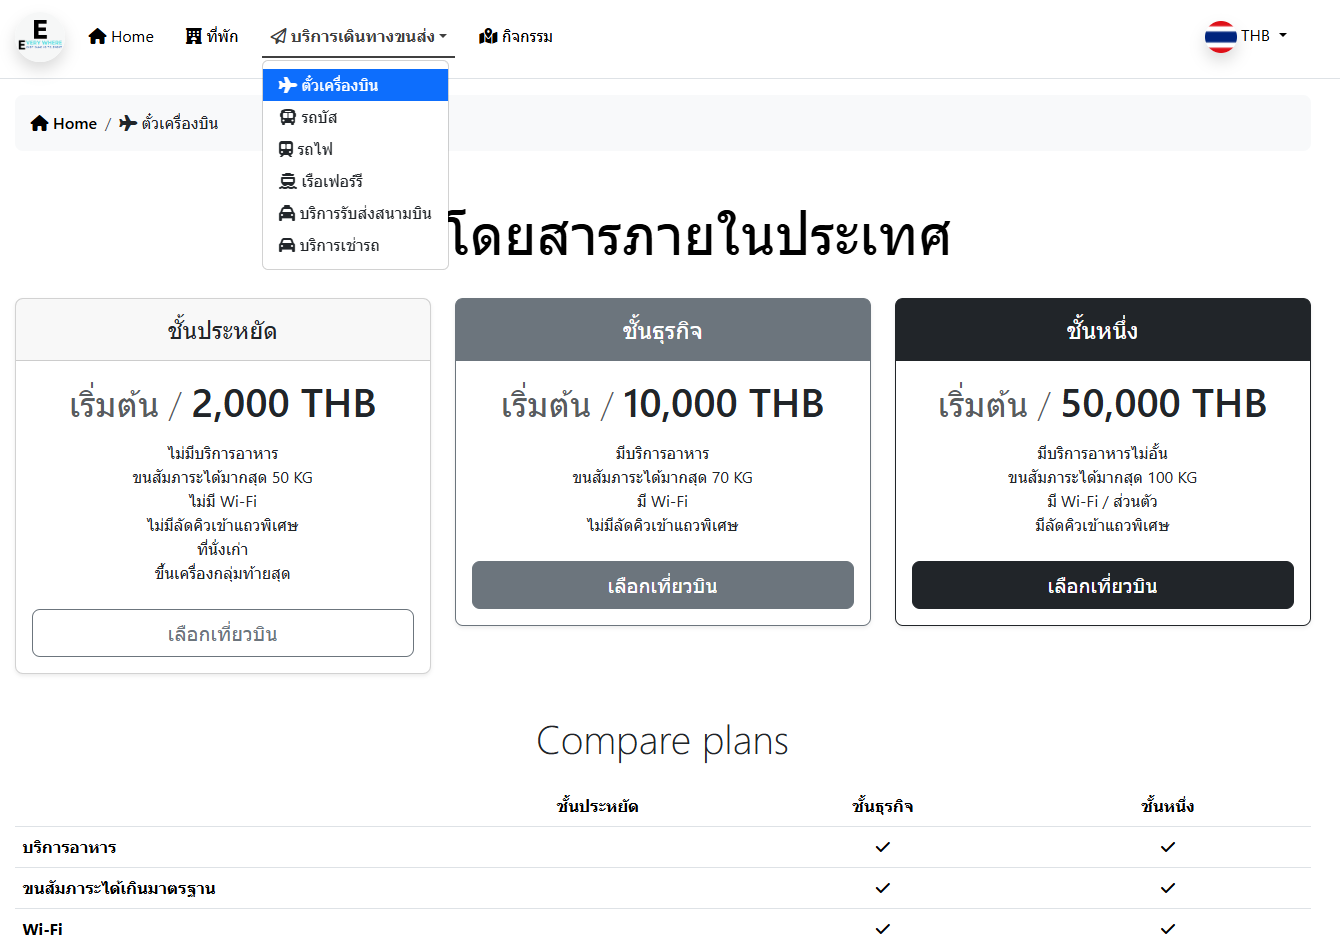 E
Home
ที่พัก
บริการเดินทางขนส่ง
กิจกรรม
THB
ตั๋วเครื่องบิน
รถบัส
รถไฟ
เรือเฟอร์รี่
บริการรับส่งสนามบิน
บริการเช่ารถ
Home / ตั๋วเครื่องบิน
โดยสารภายในประเทศ
ชั้นประหยัด
เริ่มต้น / 2,000 THB
ไม่มีบริการอาหาร
ขนสัมภาระได้มากสุด 50 KG
ไม่มี Wi-Fi
ไม่มีลัดคิวเข้าแถวพิเศษ
ที่นั่งเก่า
ขึ้นเครื่องกลุ่มท้ายสุด
เลือกเที่ยวบิน
ชั้นธุรกิจ
เริ่มต้น / 10,000 THB
มีบริการอาหาร
ขนสัมภาระได้มากสุด 70 KG
มี Wi-Fi
ไม่มีลัดคิวเข้าแถวพิเศษ
เลือกเที่ยวบิน
ชั้นหนึ่ง
เริ่มต้น / 50,000 THB
มีบริการอาหารไม่อั้น
ขนสัมภาระได้มากสุด 100 KG
มี Wi-Fi / ส่วนตัว
มีลัดคิวเข้าแถวพิเศษ
เลือกเที่ยวบิน
Compare plans
ชั้นประหยัด ชั้นธุรกิจ ชั้นหนึ่ง
บริการอาหาร
ขนสัมภาระได้เกินมาตรฐาน
Wi-Fi